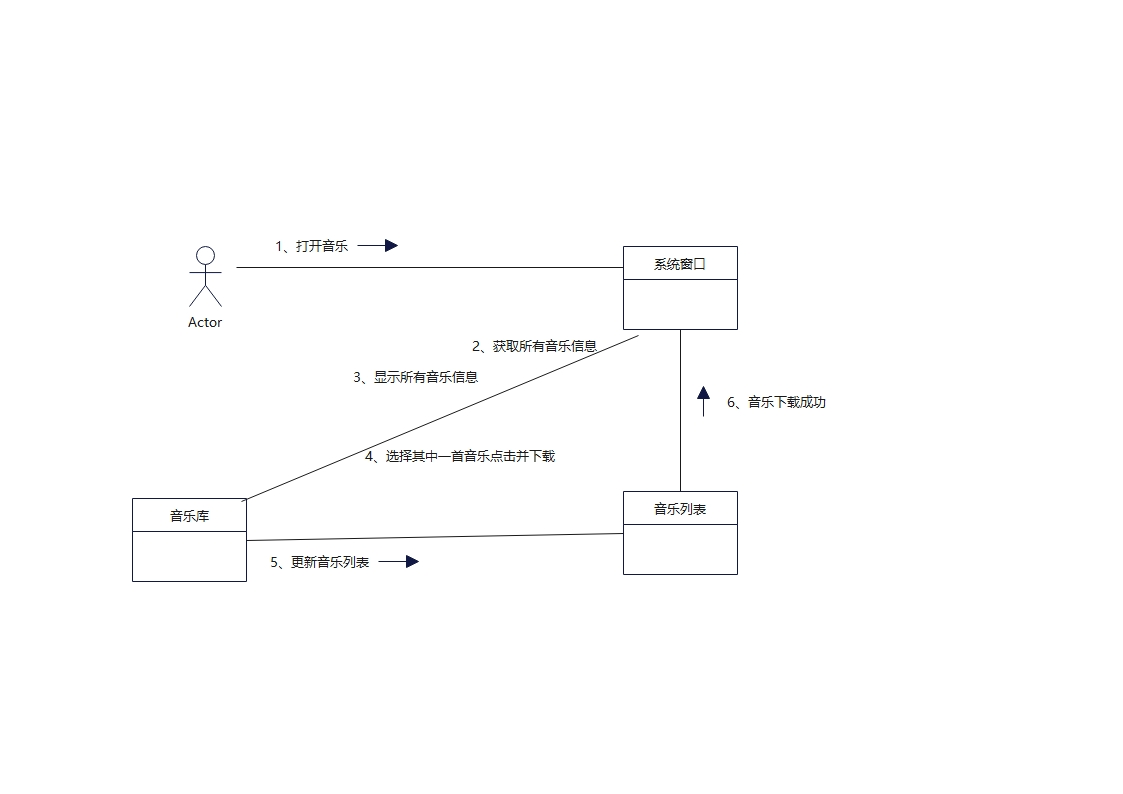 1、打开音乐
系统窗口
Actor
2、获取所有音乐信息
3、显示所有音乐信息
6、音乐下载成功
4、选择其中一首音乐点击并下载
音乐库
音乐列表
5、更新音乐列表